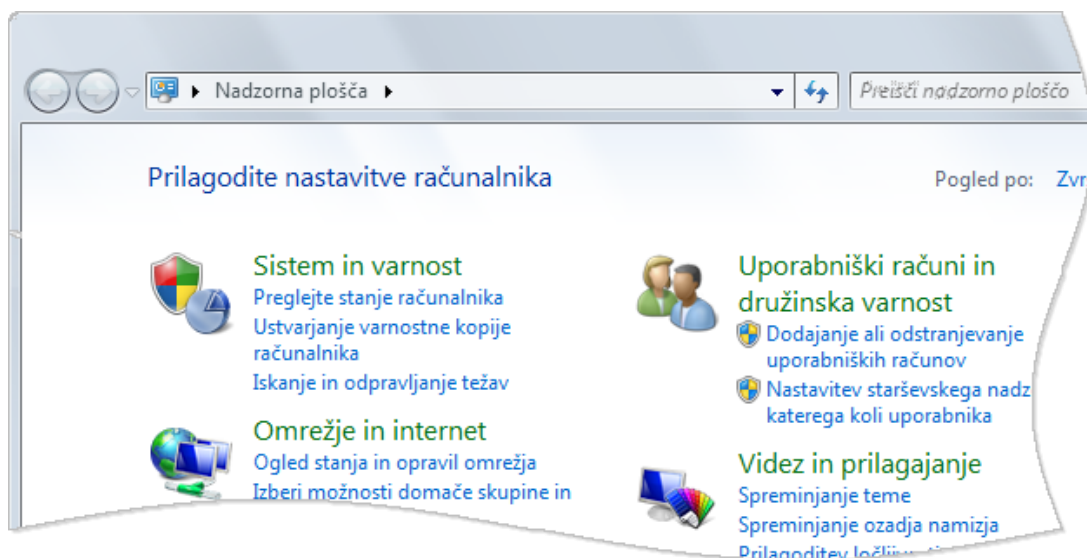 Nadzorna plošča
Preišči nadzorno ploščo
Prilagodite nastavitve računalnika
Pogled po:
Sistem in varnost
Preglejte stanje računalnika
Ustvarjanje varnostne kopije
računalnika
Iskanje in odpravljanje težav
Omrežje in internet
Ogled stanja in opravil omrežja
Izberi možnosti domače skupine in
Uporabniški računi in
družinska varnost
Dodajanje ali odstranjevanje
uporabniških računov
Nastavitev starševskega
katerega koli uporabnika
Videz in prilagajanje
Spreminjanje teme
Spreminjanje ozadja namizja
Prilagoditev